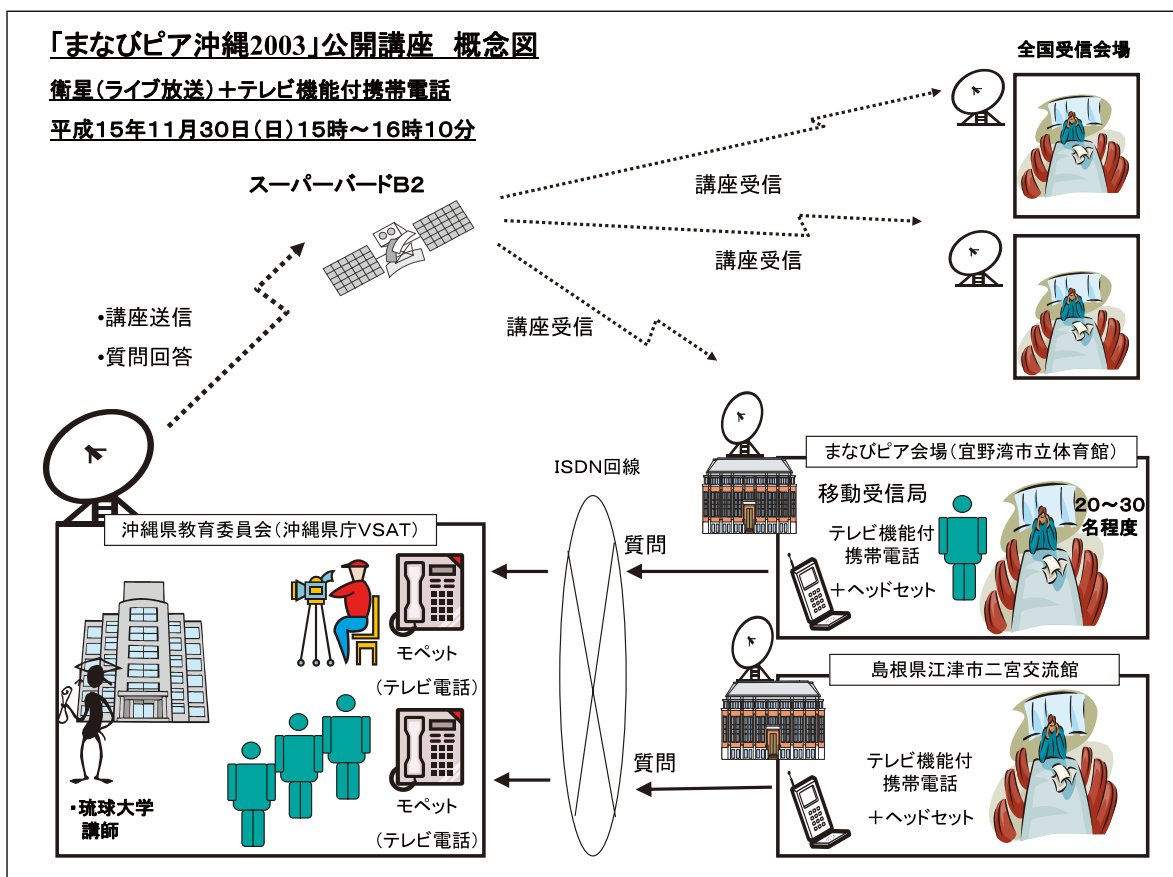 「まなびピア沖縄2003」公開講座　概念図
衛星（ライブ放送）＋テレビ機能付携帯電話
平成１５年１１月３０日（日）１５時～１６時１０分
全国受信会場
スーパーバードＢ２
講座受信
講座受信
講座受信
・講座送信
・質問回答
ISDN回線
まなびピア会場（宜野湾市立体育館）
移動受信局
２０～３０
名程度
テレビ機能付
携帯電話
＋ヘッドセット
質問
沖縄県教育委員会（沖縄県庁ＶＳＡＴ）
モペット
（テレビ電話）
島根県江津市二宮交流館
テレビ機能付
携帯電話
＋ヘッドセット
質問
モペット
（テレビ電話）
・琉球大学
講師